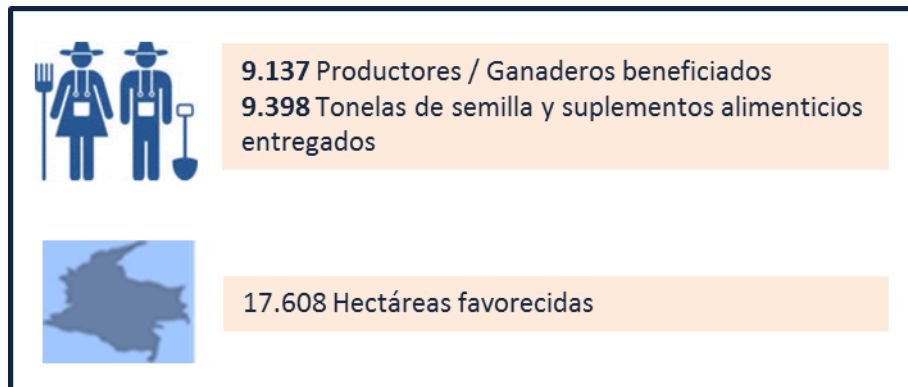 9.137 Productores / Ganaderos beneficiados
9.398 Tonelas de semilla y suplementos alimenticios
entregados
17.608 Hectáreas favorecidas